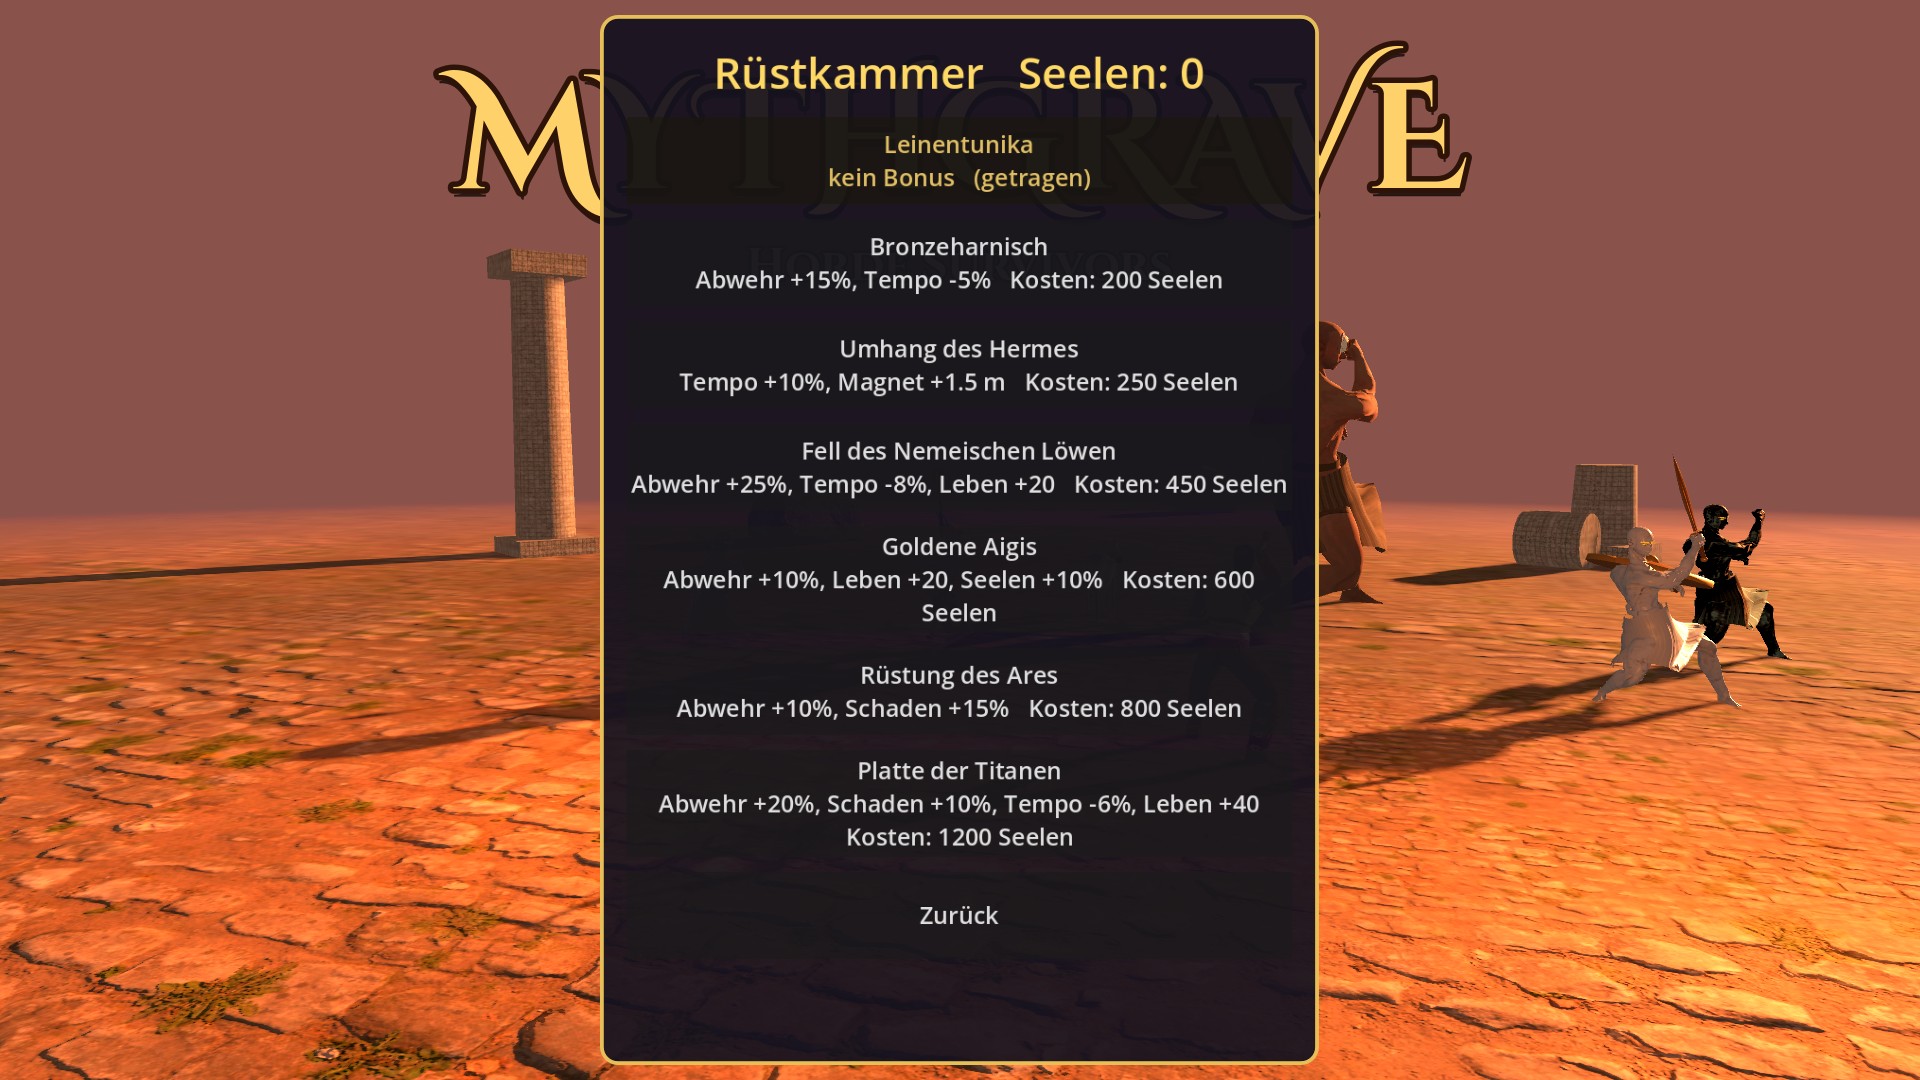 MYTHGRAVE
Rüstkammer Seelen: 0
Leinentunika
kein Bonus (getragen)
HORDE SURVIVORS
Bronzeharnisch
Abwehr +15%, Tempo -5% Kosten: 200 Seelen
Umhang des Hermes
Tempo +10%, Magnet +1.5 m Kosten: 250 Seelen
Fell des Nemeischen Löwen
Abwehr +25%, Tempo -8%, Leben +20 Kosten: 450 Seelen
Goldene Aigis
Abwehr +10%, Leben +20, Seelen +10% Kosten: 600
Seelen
Rüstung des Ares
Abwehr +10%, Schaden +15% Kosten: 800 Seelen
Platte der Titanen
Abwehr +20%, Schaden +10%, Tempo -6%, Leben +40
Kosten: 1200 Seelen
Zurück